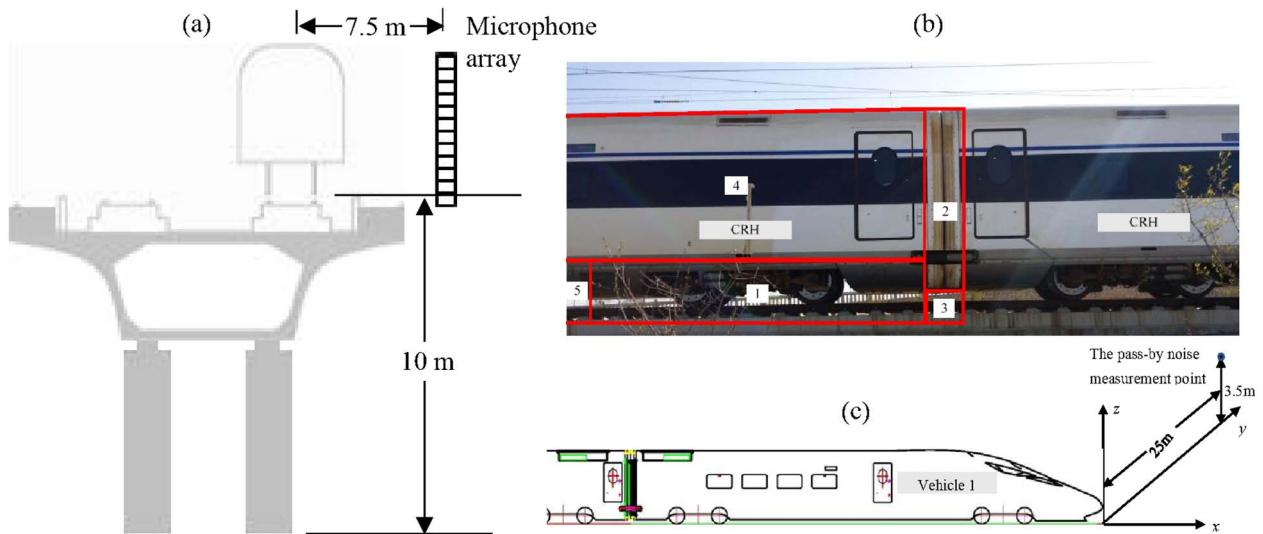 (a)
7.5 m
Microphone
array
10 m
(b)
4
2
CRH
CRH
5
1
3
The pass-by noise
measurement point
3.5m
(c)
z
y
25m
Vehicle 1
x